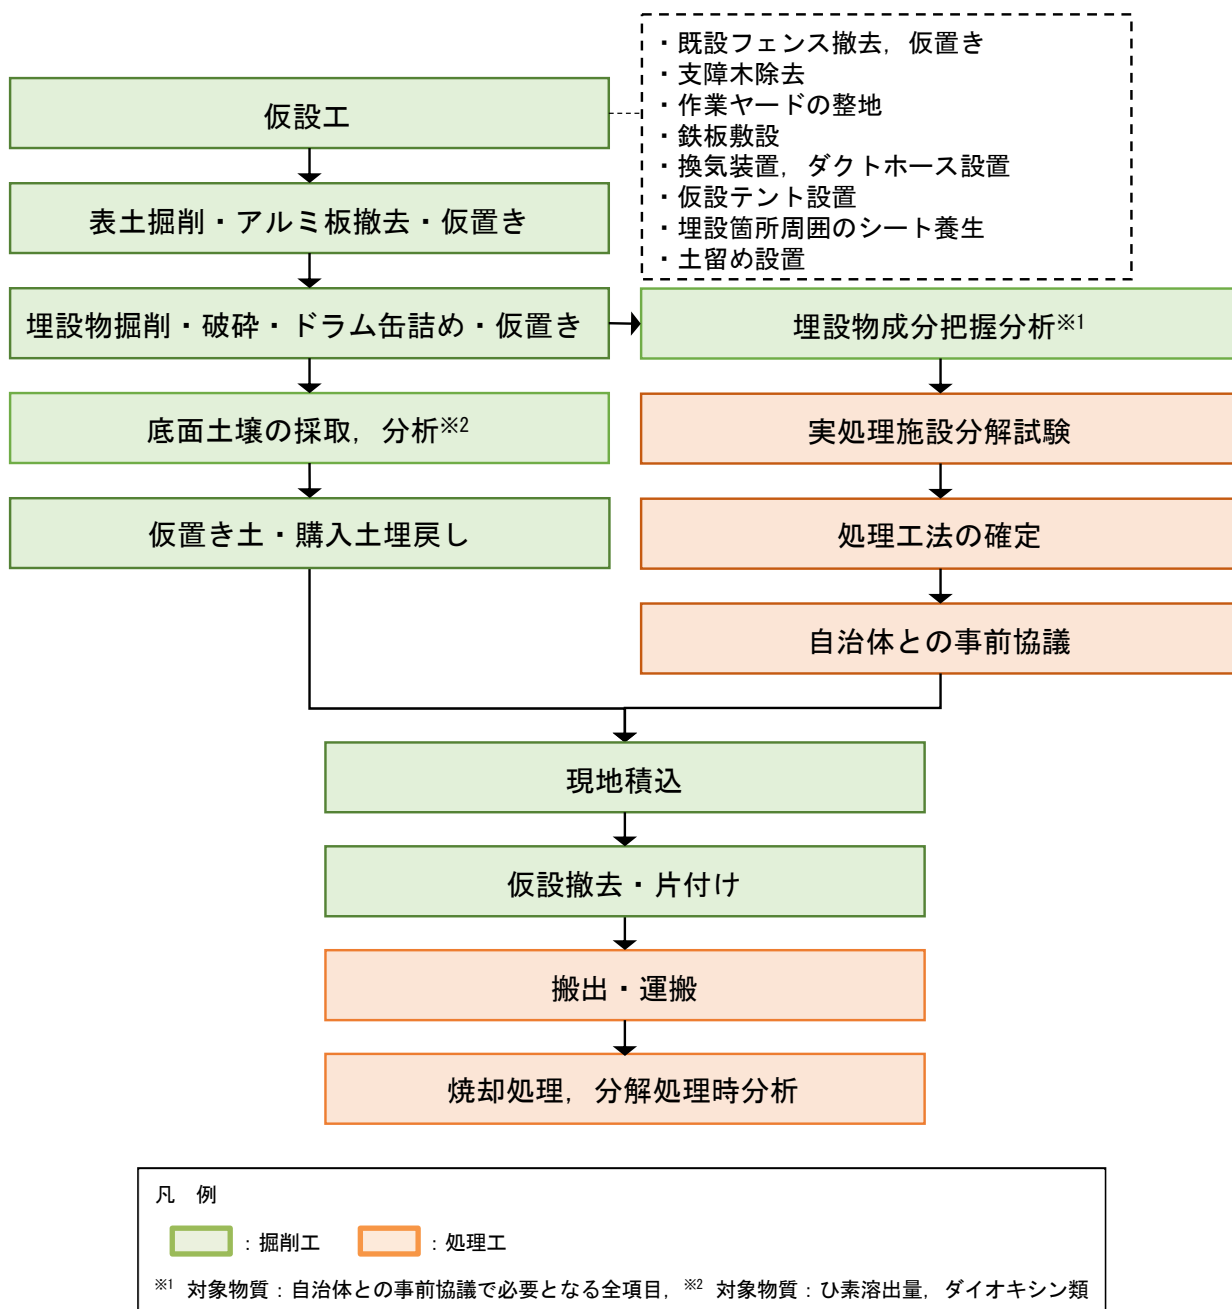 仮設工
・既設フェンス撤去，仮置き
・支障木除去
・作業ヤードの整地
・鉄板敷設
・換気装置，ダクトホース設置
・仮設テント設置
・埋設箇所周囲のシート養生
・土留め設置
表土掘削・アルミ板撤去・仮置き
埋設物掘削・破砕・ドラム缶詰め・仮置き
埋設物成分把握分析※1
底面土壌の採取，分析※2
実処理施設分解試験
仮置き土・購入土埋戻し
処理工法の確定
自治体との事前協議
現地積込
仮設撤去・片付け
搬出・運搬
焼却処理，分解処理時分析
凡　例
：掘削工　：処理工
※1 対象物質：自治体との事前協議で必要となる全項目，※2 対象物質：ひ素溶出量，ダイオキシン類